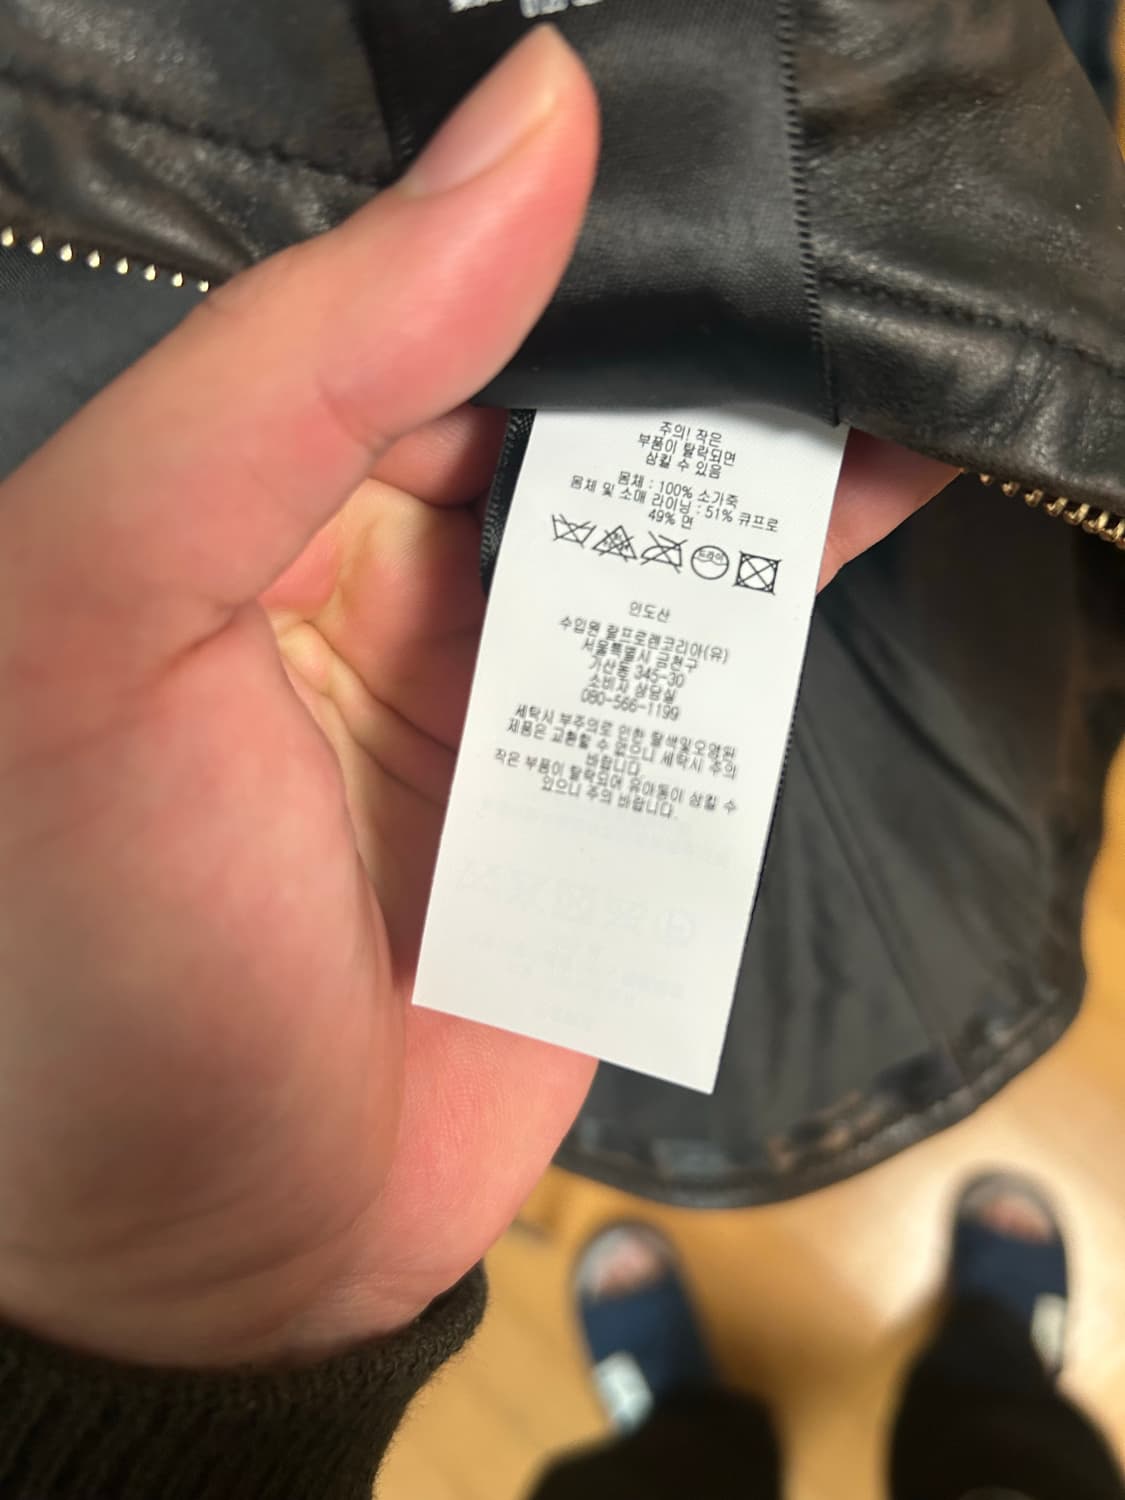 주의! 작은
부품이 탈락되면
삼킬 수 있음
몸체 : 100% 소가죽
몸체 및 소매 라이닝 : 51% 큐프로
49% 면
드라이
인도산
수입원 랄프로렌코리아(유)
서울특별시 금천구
가산동 345-30
소비자 상담실
080-566-1199
세탁시 부주의로 인한 탈색및오염된
제품은 교환할 수 없으니 세탁시 주의
바랍니다.
작은 부품이 탈락되어 유아동이 삼킬 수
있으니 주의 바랍니다.